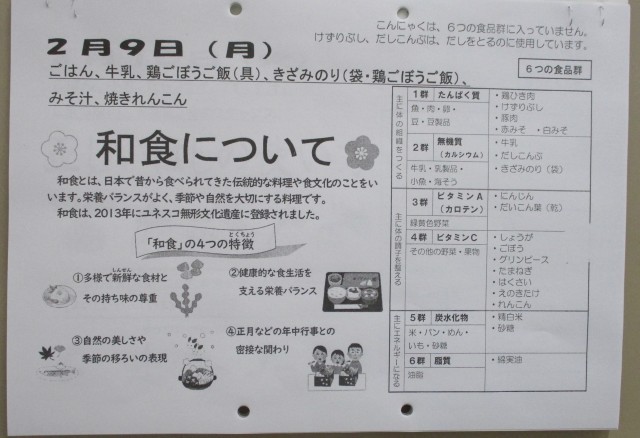 こんにゃくは、6つの食品群に入っていません。
けずりぶし、だしこんぶは、だしをとるのに使用しています。
2月9日（月）
ごはん、牛乳、鶏ごぼうご飯(具)、きざみのり(袋・鶏ごぼうご飯)、
みそ汁、焼きれんこん
6つの食品群
和食について
和食とは、日本で昔から食べられてきた伝統的な料理や食文化のことをい
います。栄養バランスがよく、季節や自然を大切にする料理です。
和食は、2013年にユネスコ無形文化遺産に登録されました。
とくちょう
「和食」の4つの特徴
しんせん
①多様で新鮮な食材と
その持ち味の尊重
②健康的な食生活を
支える栄養バランス
③自然の美しさや
季節の移ろいの表現
④正月などの年中行事との
密接な関わり
主に体の組織をつくる
1群 たんぱく質
魚・肉・卵・
豆・豆製品
・鶏ひき肉
・けずりぶし
・豚肉
・赤みそ ・白みそ
2群 無機質
(カルシウム)
牛乳・乳製品・
小魚・海そう
・牛乳
・だしこんぶ
・きざみのり（袋）
主に体の調子を整える
3群 ビタミンA
(カロテン)
緑黄色野菜
・にんじん
・だいこん葉（乾）
4群 ビタミンC
その他の野菜・果物
・しょうが
・ごぼう
・グリンピース
・たまねぎ
・はくさい
・えのきたけ
・れんこん
主にエネルギーになる
5群 炭水化物
米・パン・めん・
いも・砂糖
・精白米
・砂糖
6群 脂質
油脂
・綿実油